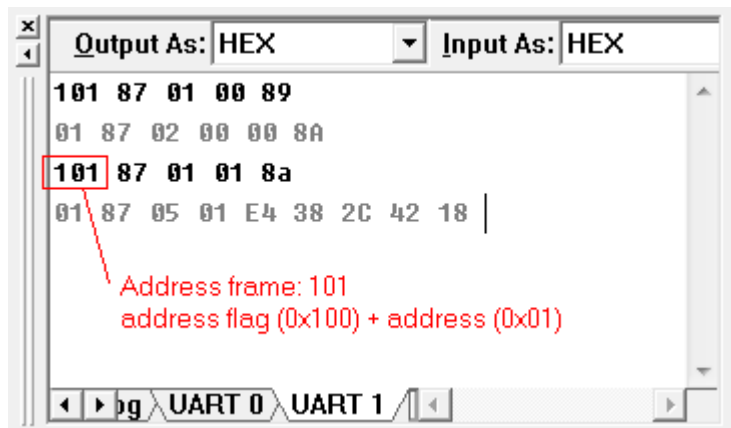 Output As: HEX Input As: HEX
101 87 01 00 89
01 87 02 00 00 8A
101 87 01 01 8a
01 87 05 01 E4 38 2C 42 18
Address frame: 101
address flag (0x100) + address (0x01)
og UART 0 UART 1